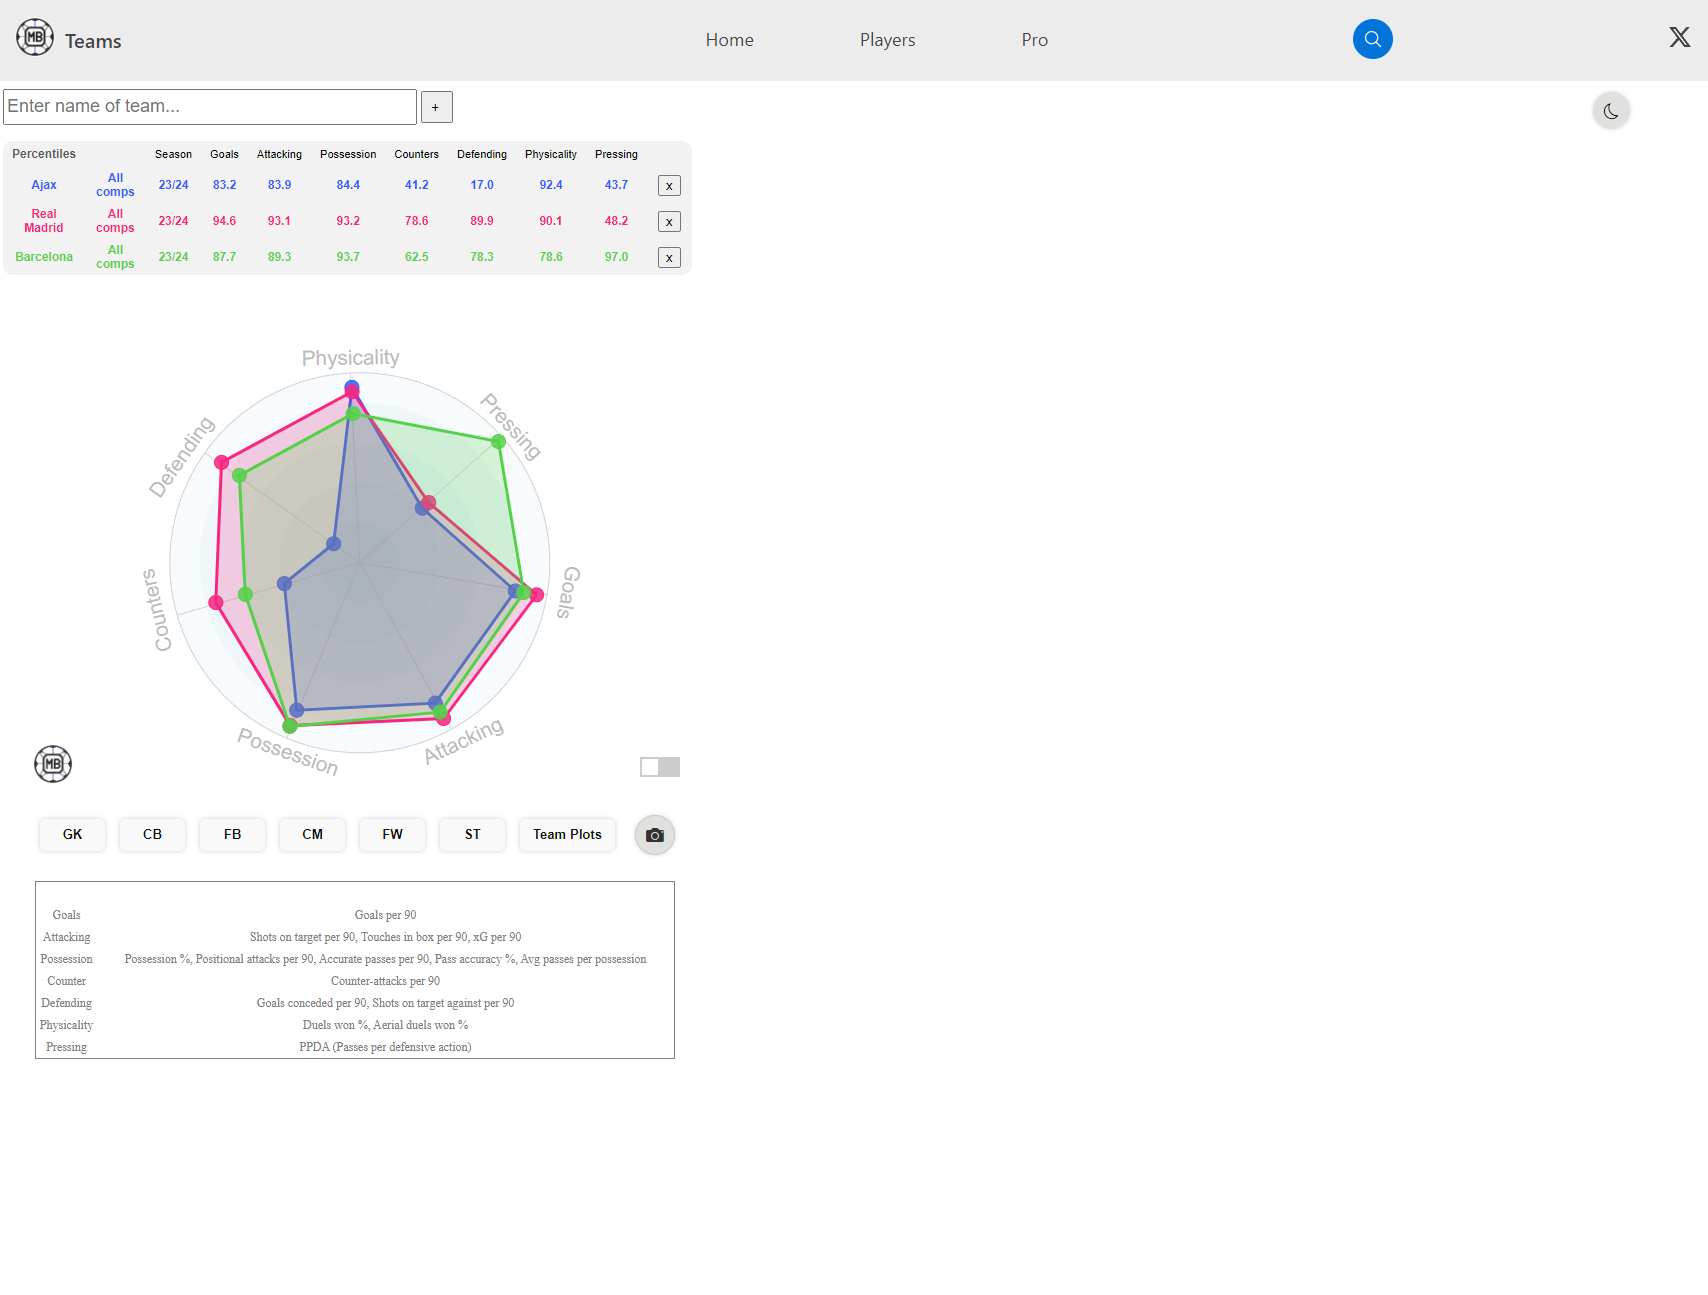 MB Teams Home Players Pro
Enter name of team... +
Percentiles Season Goals Attacking Possession Counters Defending Physicality Pressing
Ajax All comps 23/24 83.2 83.9 84.4 41.2 17.0 92.4 43.7 x
Real Madrid All comps 23/24 94.6 93.1 93.2 78.6 89.9 90.1 48.2 x
Barcelona All comps 23/24 87.7 89.3 93.7 62.5 78.3 78.6 97.0 x
Physicality
Pressing
Defending
Goals
Counters
Attacking
Possession
MB
GK CB FB CM FW ST Team Plots
Goals Goals per 90
Attacking Shots on target per 90, Touches in box per 90, xG per 90
Possession Possession %, Positional attacks per 90, Accurate passes per 90, Pass accuracy %, Avg passes per possession
Counter Counter-attacks per 90
Defending Goals conceded per 90, Shots on target against per 90
Physicality Duels won %, Aerial duels won %
Pressing PPDA (Passes per defensive action)